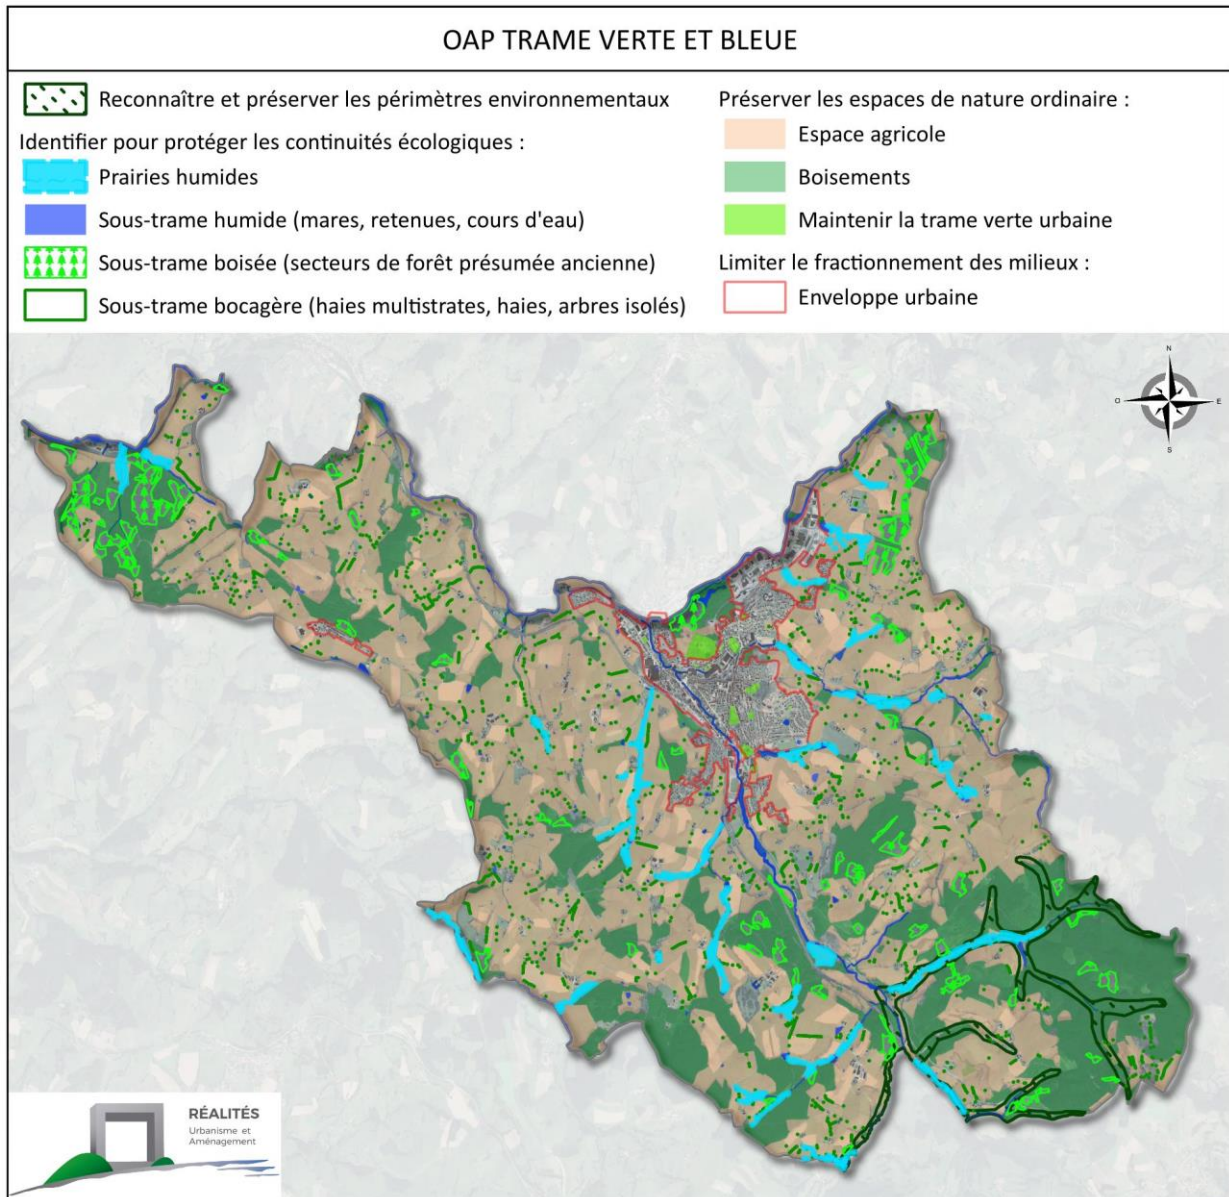 OAP TRAME VERTE ET BLEUE
Reconnaître et préserver les périmètres environnementaux
Identifier pour protéger les continuités écologiques :
Prairies humides
Sous-trame humide (mares, retenues, cours d'eau)
Sous-trame boisée (secteurs de forêt présumée ancienne)
Sous-trame bocagère (haies multistrates, haies, arbres isolés)
Préserver les espaces de nature ordinaire :
Espace agricole
Boisements
Maintenir la trame verte urbaine
Limiter le fractionnement des milieux :
Enveloppe urbaine
N
O
E
S
RÉALITÉS
Urbanisme et
Aménagement